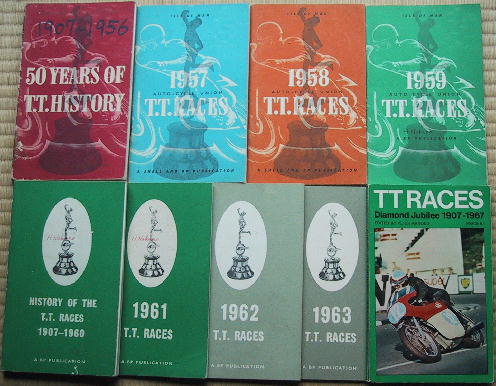 1907-1956
50 YEARS OF
T.T. HISTORY
ISLE OF MAN
1957
AUTO-CYCLE UNION
T.T. RACES
A SHELL AND BP PUBLICATION
ISLE OF MAN
1958
AUTO-CYCLE UNION
T.T. RACES
A SHELL AND BP PUBLICATION
ISLE OF MAN
1959
AUTO-CYCLE UNION
T.T. RACES
BP PUBLICATION
HISTORY OF THE
T.T. RACES
1907-1960
A BP PUBLICATION
1961
T.T. RACES
A BP PUBLICATION
1962
T.T. RACES
A BP PUBLICATION
1963
T.T. RACES
A BP PUBLICATION
TT RACES
Diamond Jubilee 1907-1967
EDITED BY